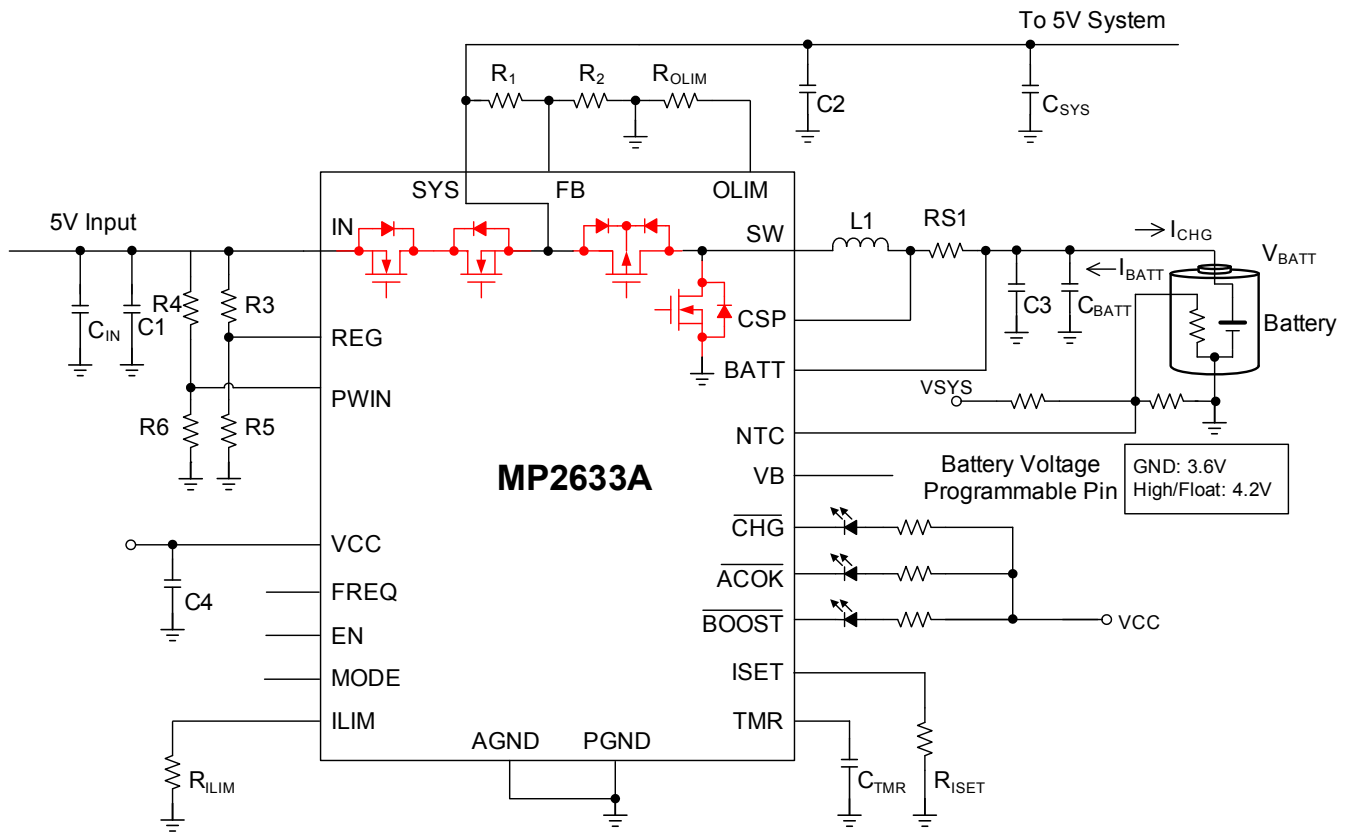 To 5V System
R1
R2
ROLIM
C2
CSYS
SYS
FB
OLIM
5V Input
IN
SW
L1
RS1
ICHG
IBATT
VBATT
R4
R3
CIN
C1
REG
CSP
C3
CBATT
Battery
BATT
PWIN
VSYS
R6
R5
NTC
MP2633A
VB
Battery Voltage
Programmable Pin
GND: 3.6V
High/Float: 4.2V
CHG
VCC
ACOK
FREQ
C4
BOOST
VCC
EN
MODE
ISET
ILIM
TMR
AGND
PGND
RILIM
CTMR
RISET